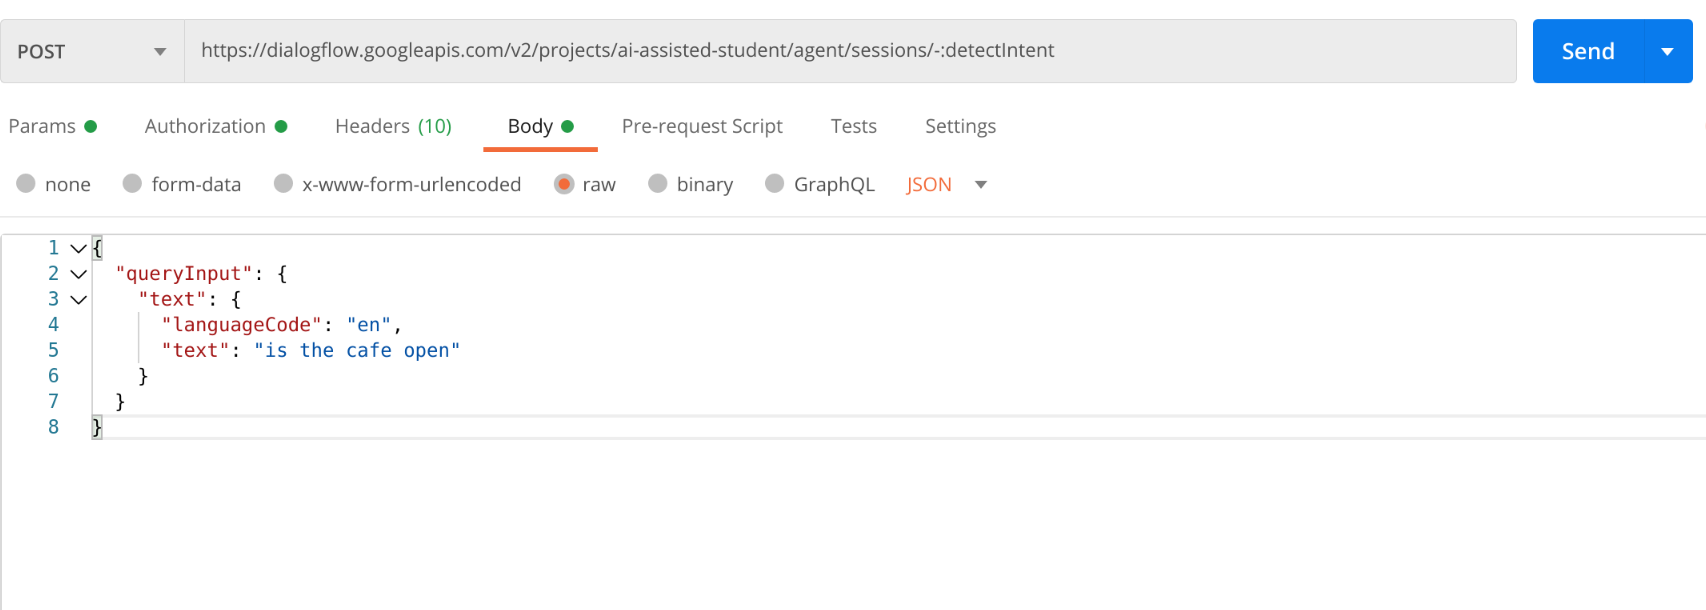 POST https://dialogflow.googleapis.com/v2/projects/ai-assisted-student/agent/sessions/-:detectIntent Send
Params Authorization Headers (10) Body Pre-request Script Tests Settings
none form-data x-www-form-urlencoded raw binary GraphQL JSON
1 {
2 "queryInput": {
3 "text": {
4 "languageCode": "en",
5 "text": "is the cafe open"
6 }
7 }
8 }